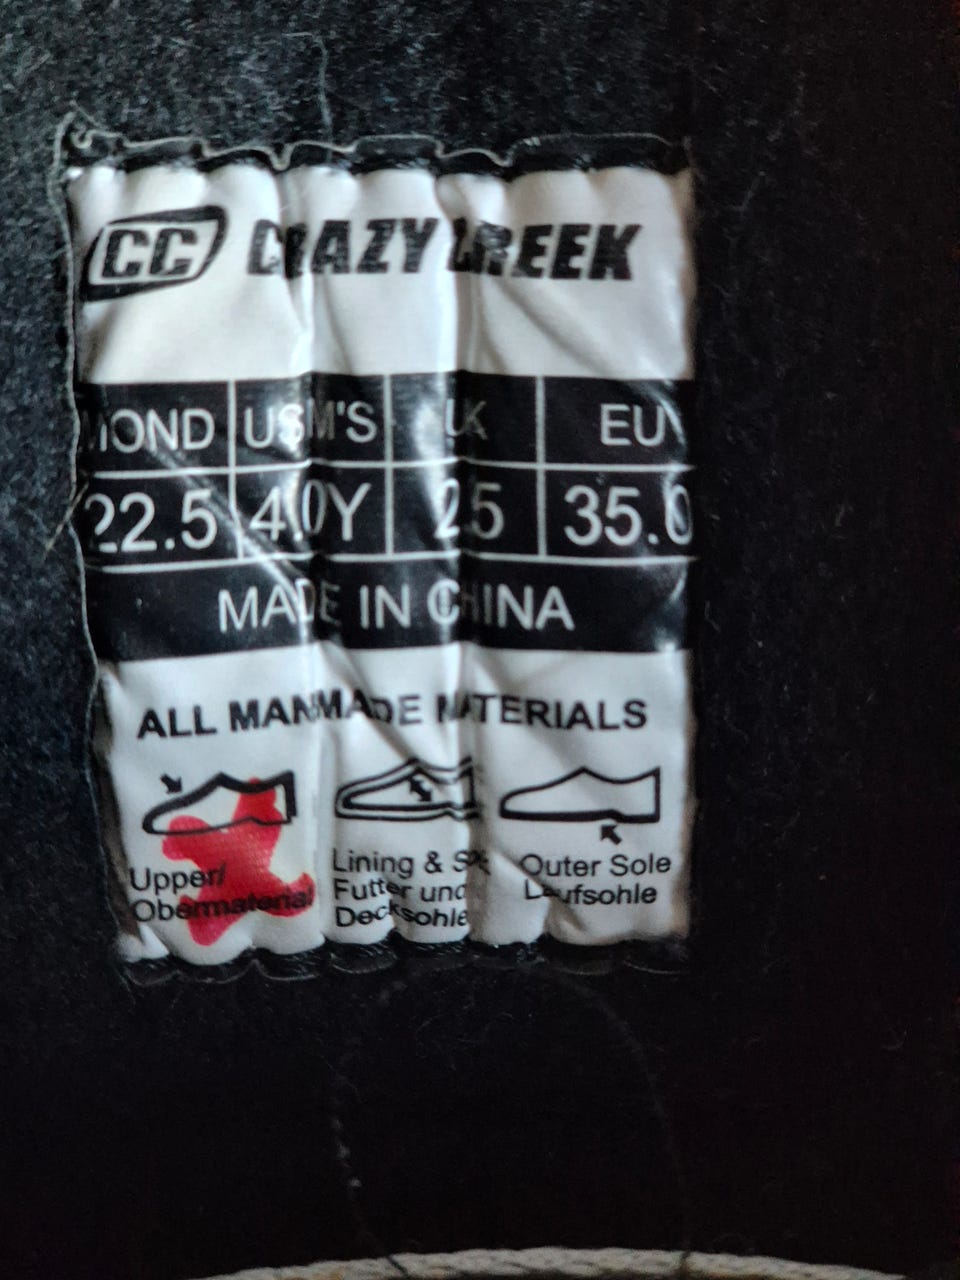 CC CRAZY CREEK
MOND US M'S UK EU
22.5 4.0Y 2.5 35.0
MADE IN CHINA
ALL MANMADE MATERIALS
Upper/
Obermaterial
Lining &
Futter und
Decksohle
Outer Sole
Laufsohle